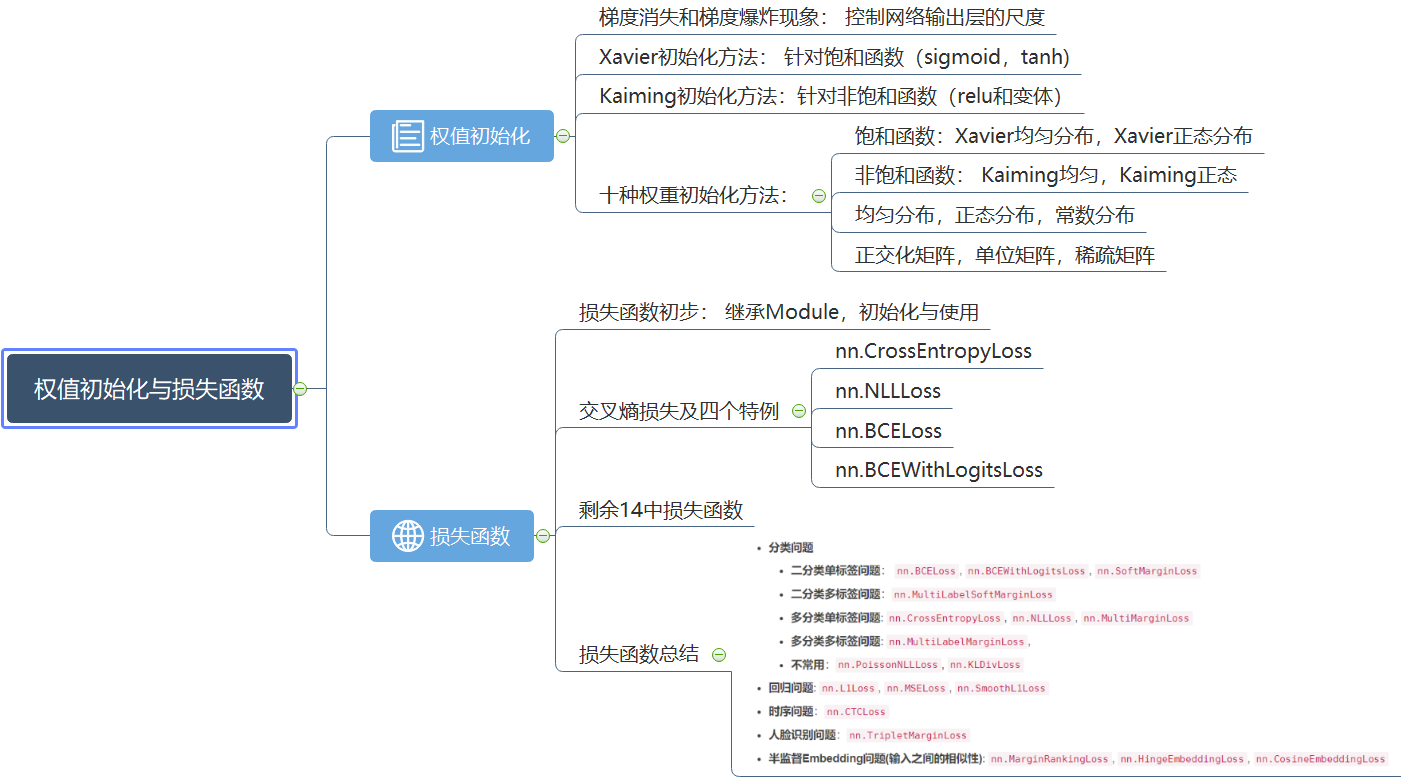 权值初始化与损失函数
权值初始化
梯度消失和梯度爆炸现象： 控制网络输出层的尺度
Xavier初始化方法： 针对饱和函数（sigmoid，tanh)
Kaiming初始化方法：针对非饱和函数（relu和变体）
十种权重初始化方法：
饱和函数：Xavier均匀分布，Xavier正态分布
非饱和函数： Kaiming均匀，Kaiming正态
均匀分布，正态分布，常数分布
正交化矩阵，单位矩阵，稀疏矩阵
损失函数
损失函数初步： 继承Module，初始化与使用
交叉熵损失及四个特例
nn.CrossEntropyLoss
nn.NLLLoss
nn.BCELoss
nn.BCEWithLogitsLoss
剩余14中损失函数
损失函数总结
• 分类问题
• 二分类单标签问题： nn.BCELoss, nn.BCEWithLogitsLoss, nn.SoftMarginLoss
• 二分类多标签问题： nn.MultiLabelSoftMarginLoss
• 多分类单标签问题: nn.CrossEntropyLoss, nn.NLLLoss, nn.MultiMarginLoss
• 多分类多标签问题: nn.MultiLabelMarginLoss,
• 不常用： nn.PoissonNLLLoss, nn.KLDivLoss
• 回归问题: nn.L1Loss, nn.MSELoss, nn.SmoothL1Loss
• 时序问题： nn.CTCLoss
• 人脸识别问题： nn.TripletMarginLoss
• 半监督Embedding问题(输入之间的相似性): nn.MarginRankingLoss, nn.HingeEmbeddingLoss, nn.CosineEmbeddingLoss